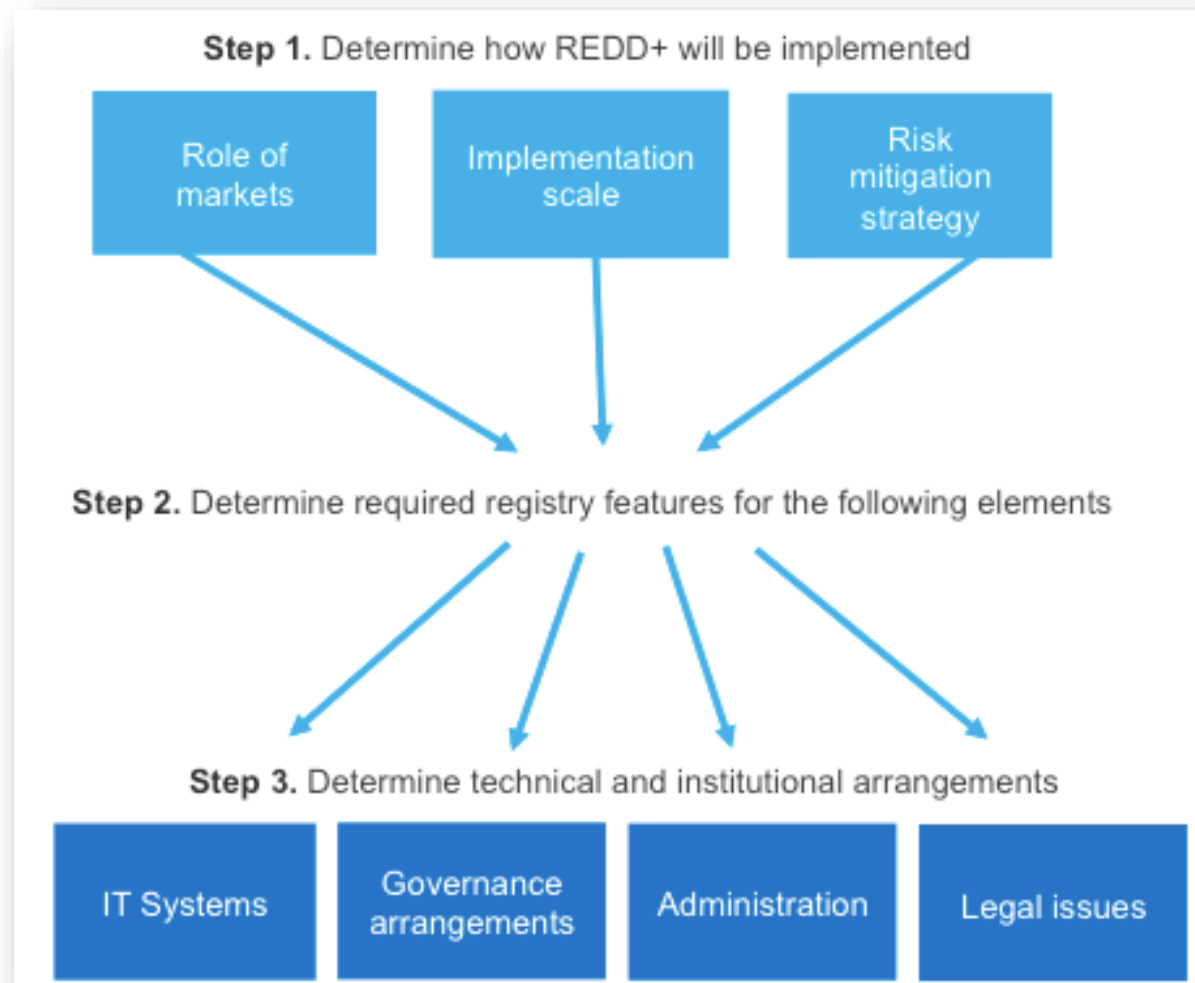 Step 1. Determine how REDD+ will be implemented
Role of
markets
Implementation
scale
Risk
mitigation
strategy
Step 2. Determine required registry features for the following elements
Step 3. Determine technical and institutional arrangements
IT Systems
Governance
arrangements
Administration
Legal issues